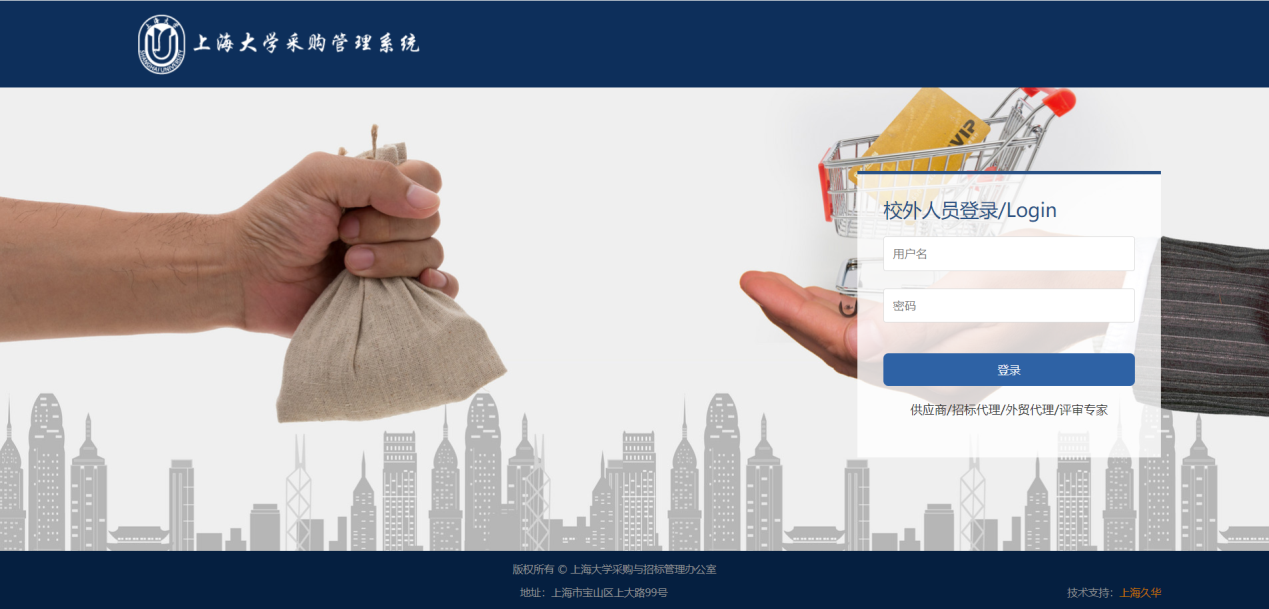 上海大学采购管理系统
SHANGHAI UNIVERSITY
VIP
校外人员登录/Login
用户名
密码
登录
供应商/招标代理/外贸代理/评审专家
版权所有 © 上海大学采购与招标管理办公室
地址：上海市宝山区上大路99号
技术支持：上海久华